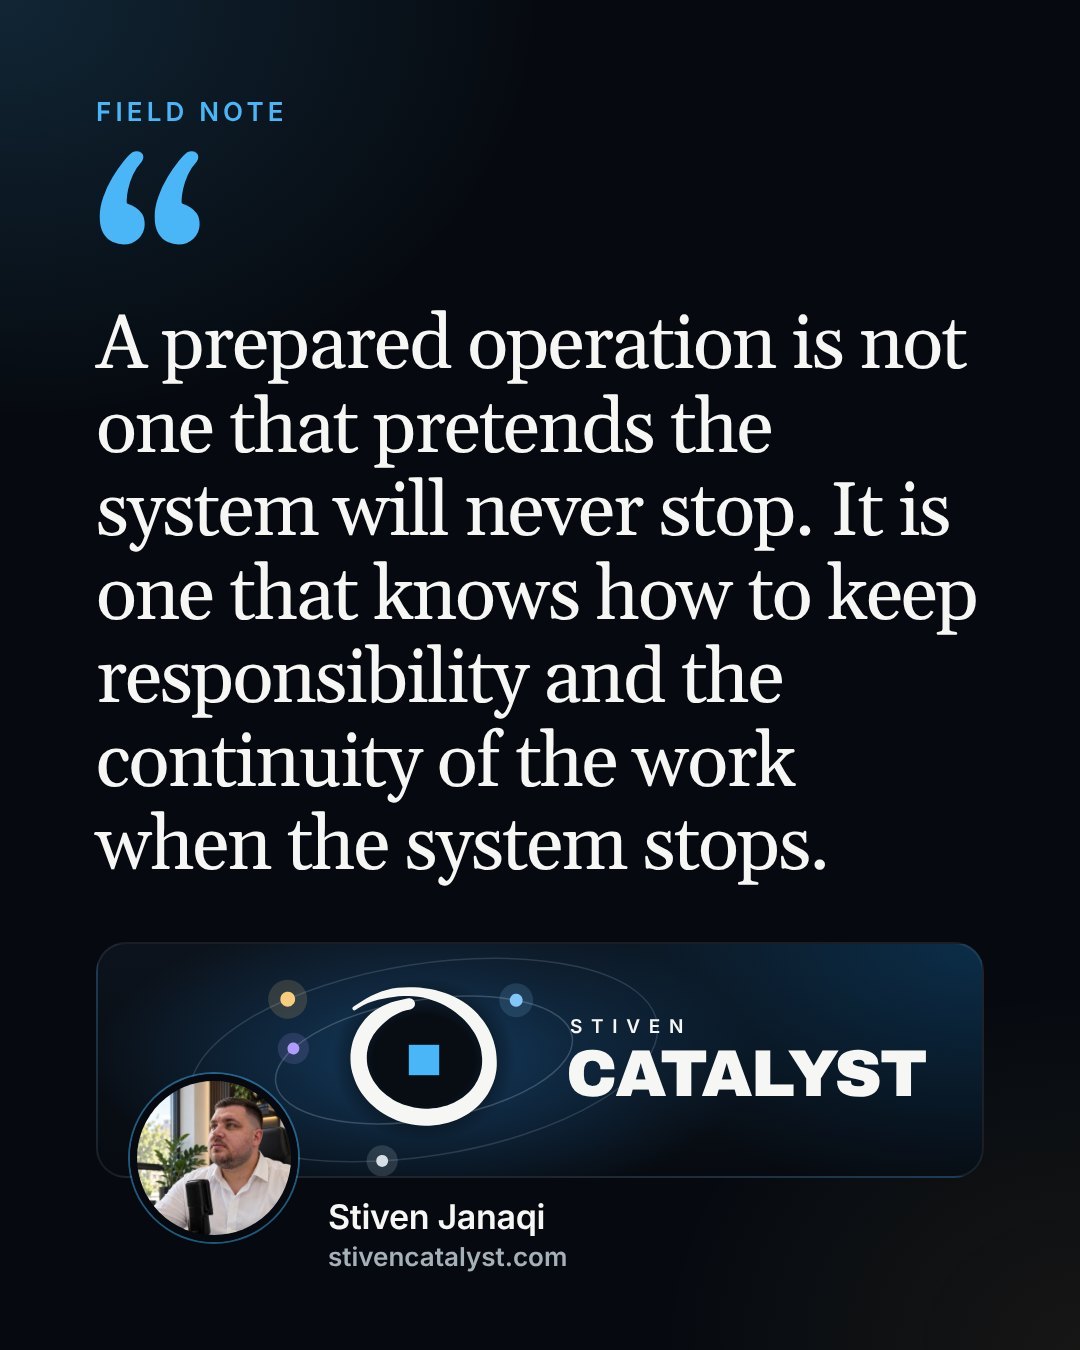 FIELD NOTE
“
A prepared operation is not
one that pretends the
system will never stop. It is
one that knows how to keep
responsibility and the
continuity of the work
when the system stops.
STIVEN
CATALYST
Stiven Janaqi
stivencatalyst.com